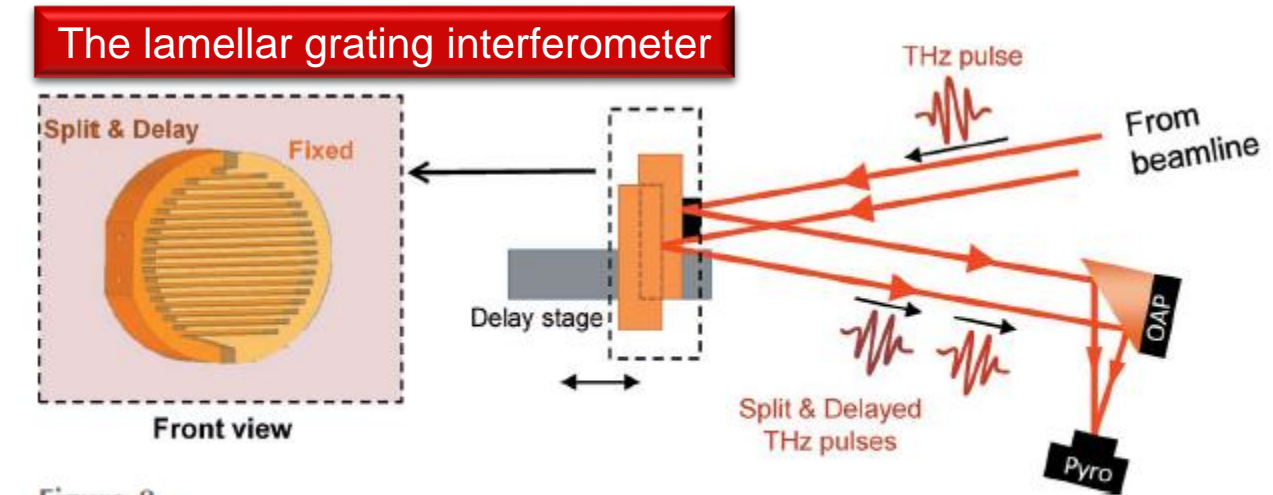 The lamellar grating interferometer
THz pulse
From
beamline
Split & Delay
Fixed
Delay stage
OAP
Front view
Split & Delayed
THz pulses
Pyro